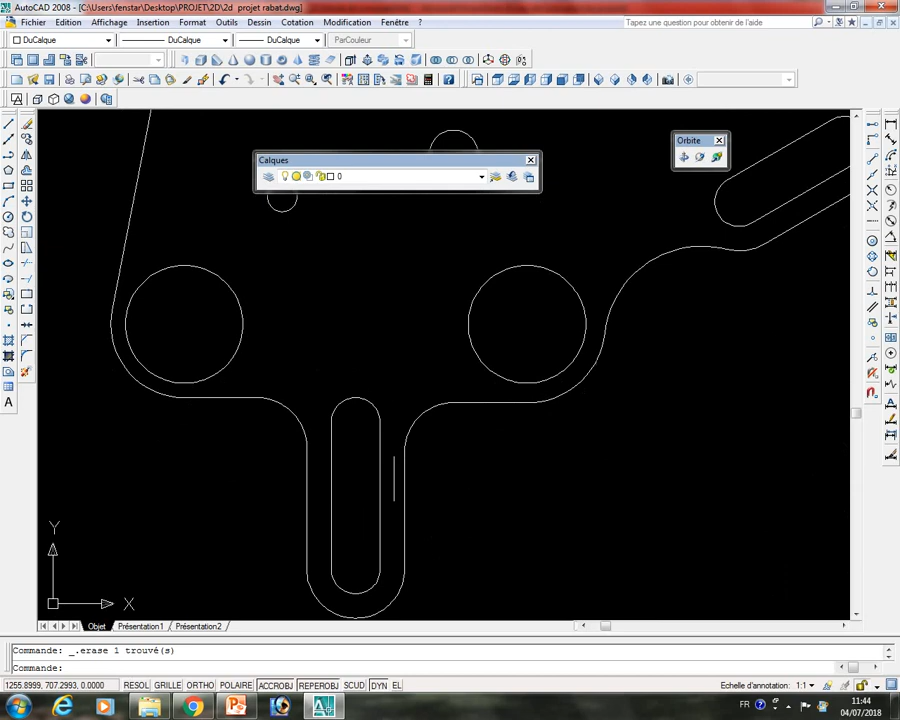 AutoCAD 2008 - [C:\Users\fenstar\Desktop\PROJET\2D\2d projet rabat.dwg]
Fichier Edition Affichage Insertion Format Outils Dessin Cotation Modification Fenêtre ?
Tapez une question pour obtenir de l'aide
DuCalque DuCalque DuCalque ParCouleur
Calques
0
Orbite
Y
X
Objet Présentation1 Présentation2
Commande: _.erase 1 trouvé(s)
Commande:
1255.8999, 707.2993, 0.0000 RESOL GRILLE ORTHO POLAIRE ACCROBJ REPEROBJ SCUD DYN EL Echelle d'annotation: 1:1
FR
11:44
04/07/2018